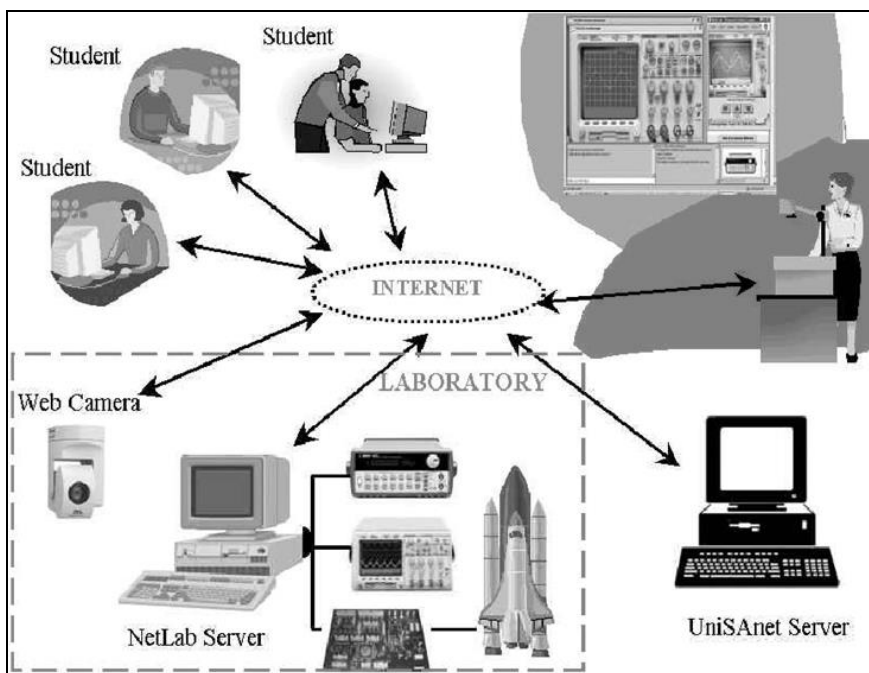 Student
Student
Student
INTERNET
LABORATORY
Web Camera
NetLab Server
UniSAnet Server